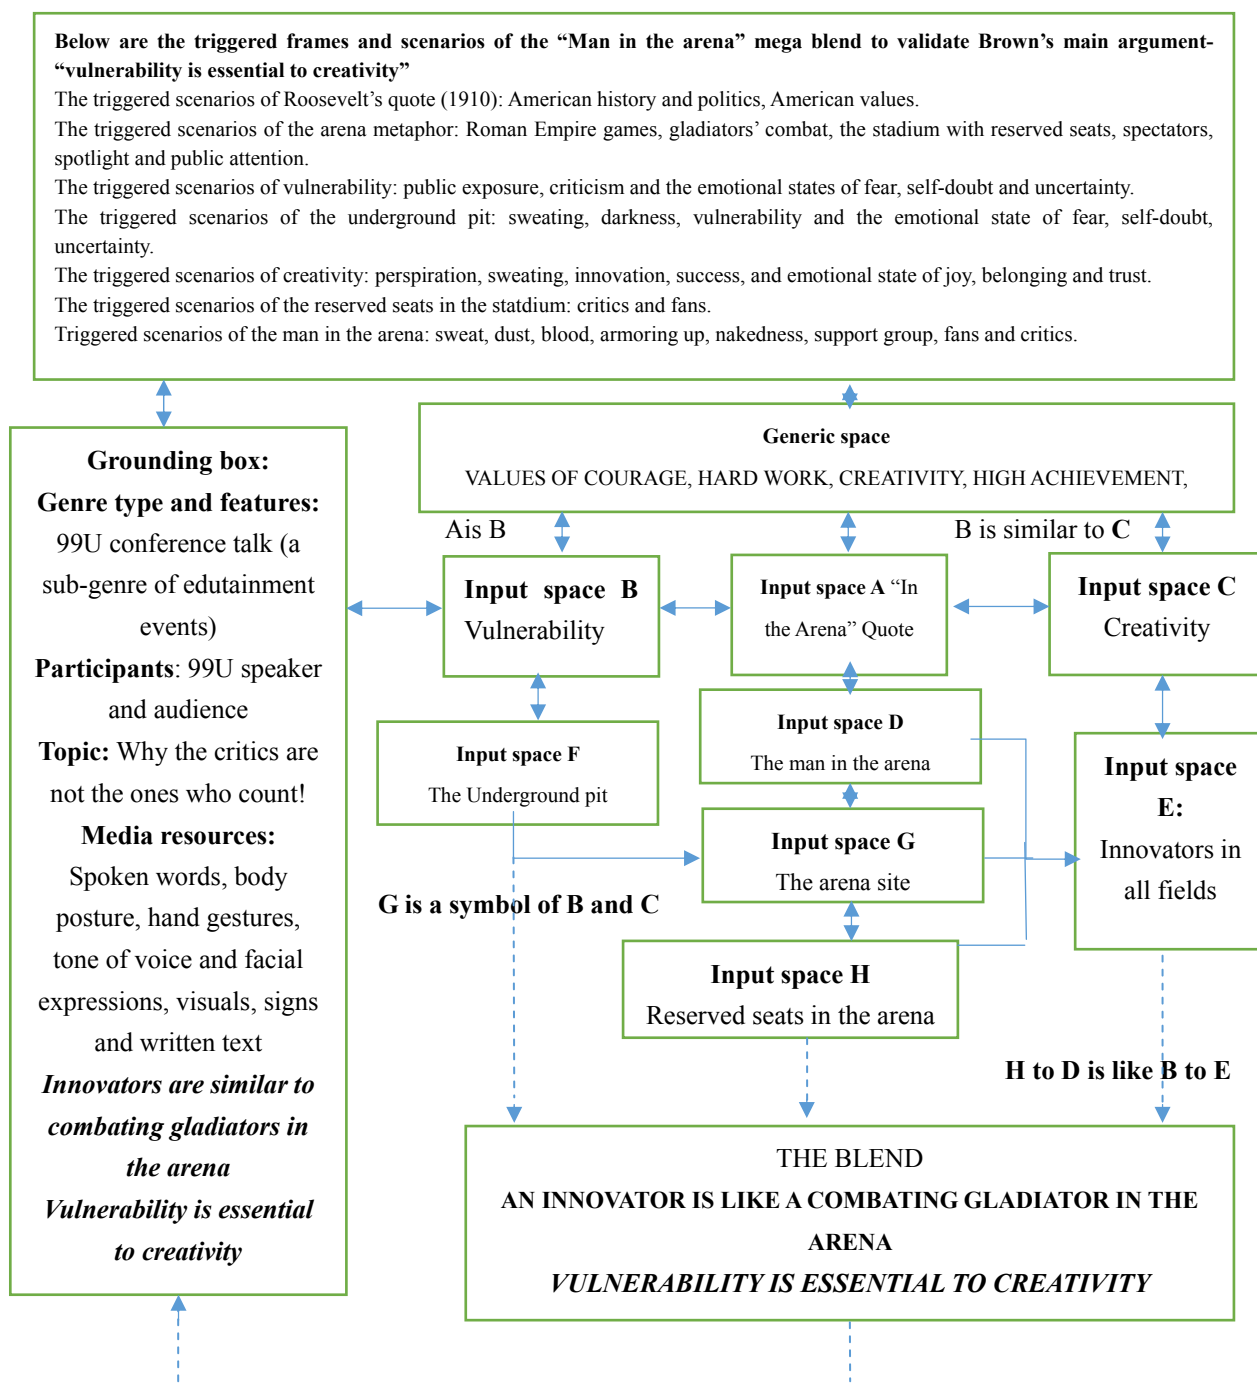 Below are the triggered frames and scenarios of the “Man in the arena” mega blend to validate Brown’s main argument-
“vulnerability is essential to creativity”
The triggered scenarios of Roosevelt’s quote (1910): American history and politics, American values.
The triggered scenarios of the arena metaphor: Roman Empire games, gladiators’ combat, the stadium with reserved seats, spectators,
spotlight and public attention.
The triggered scenarios of vulnerability: public exposure, criticism and the emotional states of fear, self-doubt and uncertainty.
The triggered scenarios of the underground pit: sweating, darkness, vulnerability and the emotional state of fear, self-doubt,
uncertainty.
The triggered scenarios of creativity: perspiration, sweating, innovation, success, and emotional state of joy, belonging and trust.
The triggered scenarios of the reserved seats in the statdium: critics and fans.
Triggered scenarios of the man in the arena: sweat, dust, blood, armoring up, nakedness, support group, fans and critics.
Grounding box:
Genre type and features:
99U conference talk (a
sub-genre of edutainment
events)
Participants: 99U speaker
and audience
Topic: Why the critics are
not the ones who count!
Media resources:
Spoken words, body
posture, hand gestures,
tone of voice and facial
expressions, visuals, signs
and written text
Innovators are similar to
combating gladiators in
the arena
Vulnerability is essential
to creativity
Generic space
VALUES OF COURAGE, HARD WORK, CREATIVITY, HIGH ACHIEVEMENT,
Ais B
B is similar to C
Input space B
Vulnerability
Input space A “In
the Arena” Quote
Input space C
Creativity
Input space F
The Underground pit
Input space D
The man in the arena
Input space
E:
Innovators in
all fields
Input space G
The arena site
G is a symbol of B and C
Input space H
Reserved seats in the arena
H to D is like B to E
THE BLEND
AN INNOVATOR IS LIKE A COMBATING GLADIATOR IN THE
ARENA
VULNERABILITY IS ESSENTIAL TO CREATIVITY